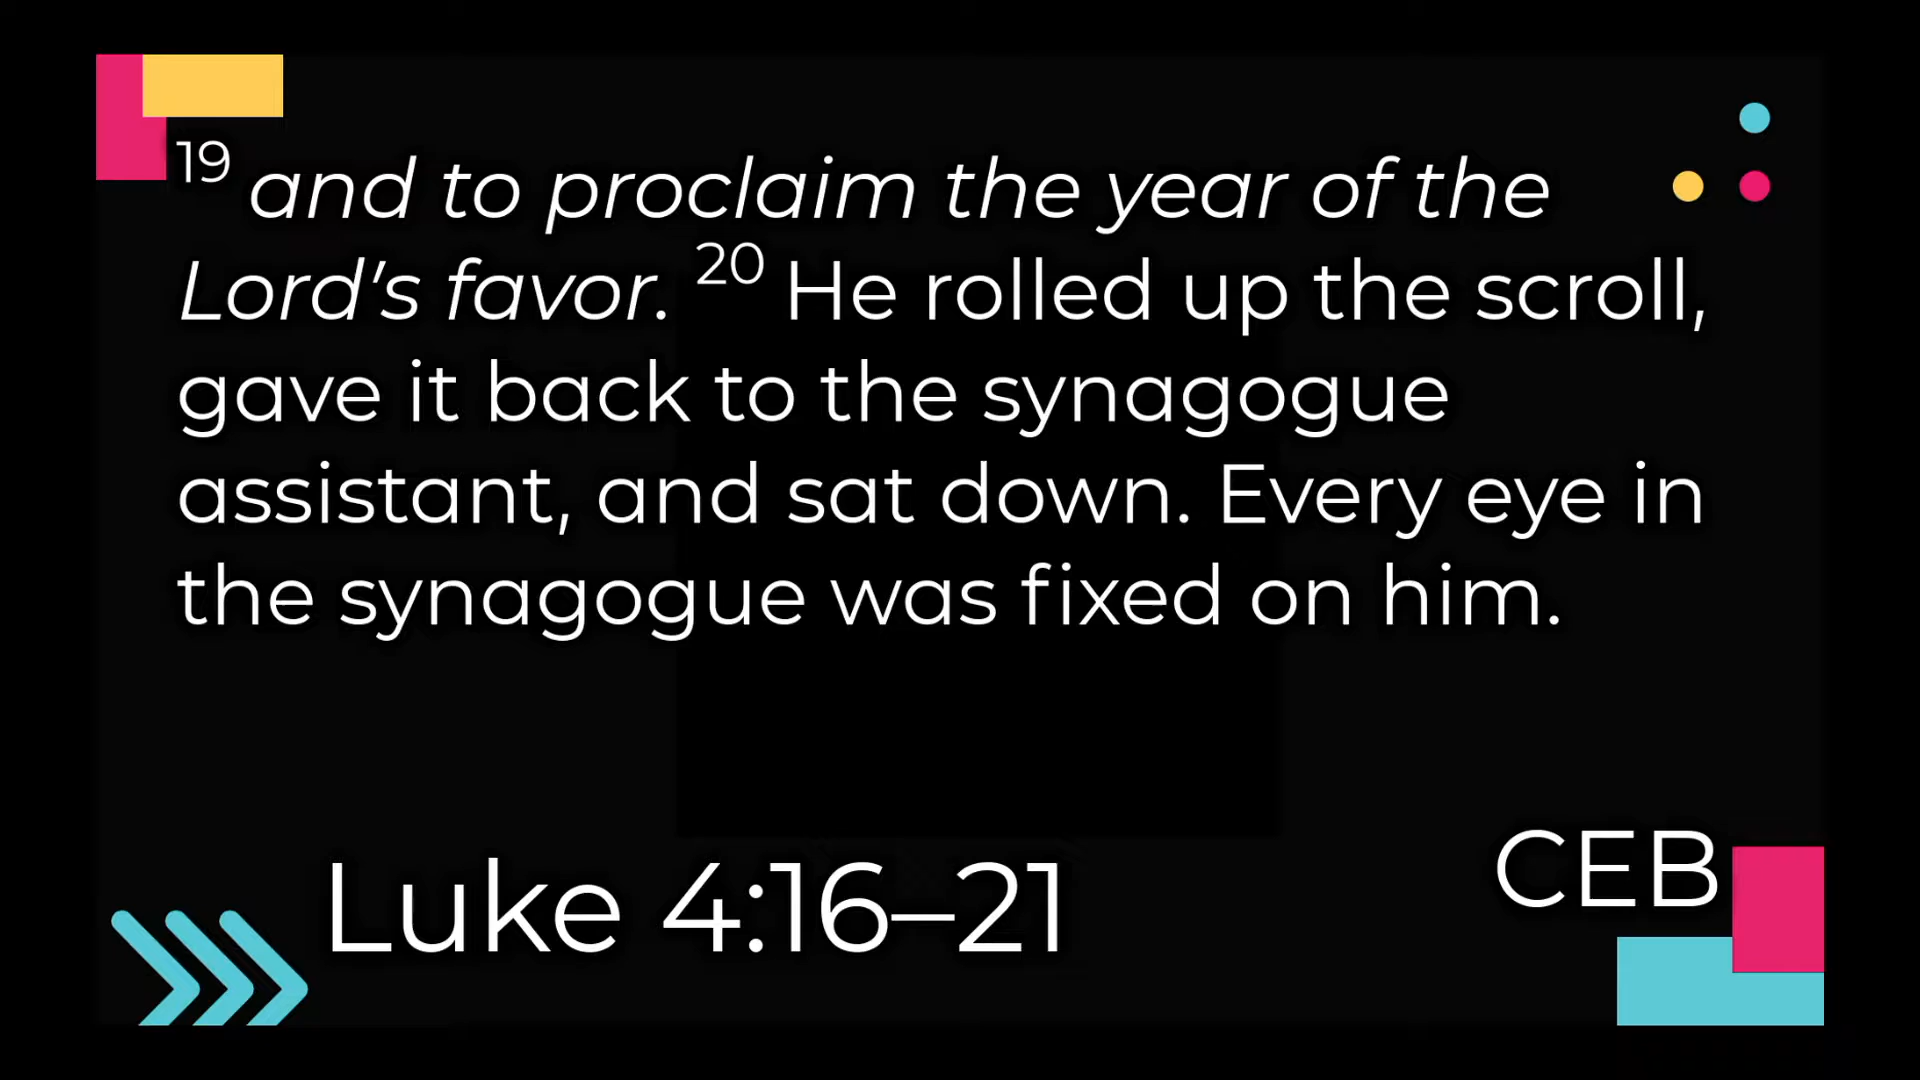 19 and to proclaim the year of the
Lord’s favor. 20 He rolled up the scroll,
gave it back to the synagogue
assistant, and sat down. Every eye in
the synagogue was fixed on him.
Luke 4:16–21
CEB